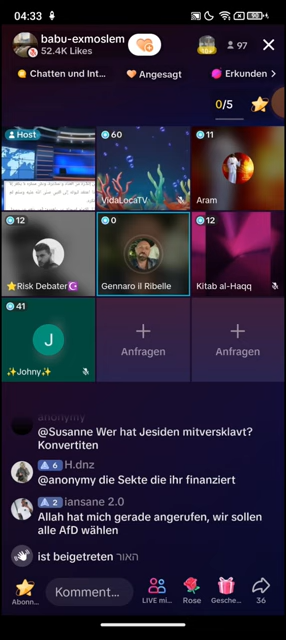 04:33
90
babu-exmoslem
52.4K Likes
97
Chatten und Int...
Angesagt
Erkunden
0/5
Host
60
VidaLocaTV
11
Aram
12
Risk Debater
0
Gennaro il Ribelle
12
Kitab al-Haqq
41
J
Johny
Anfragen
Anfragen
anonymy
@Susanne Wer hat Jesiden mitversklavt?
Konvertiten
6 H.dnz
@anonymy die Sekte die ihr finanziert
2 iansane 2.0
Allah hat mich gerade angerufen, wir sollen
alle AfD wählen
ist beigetreten האור
Abonn...
Komment...
LIVE mi...
Rose
Gesche...
36